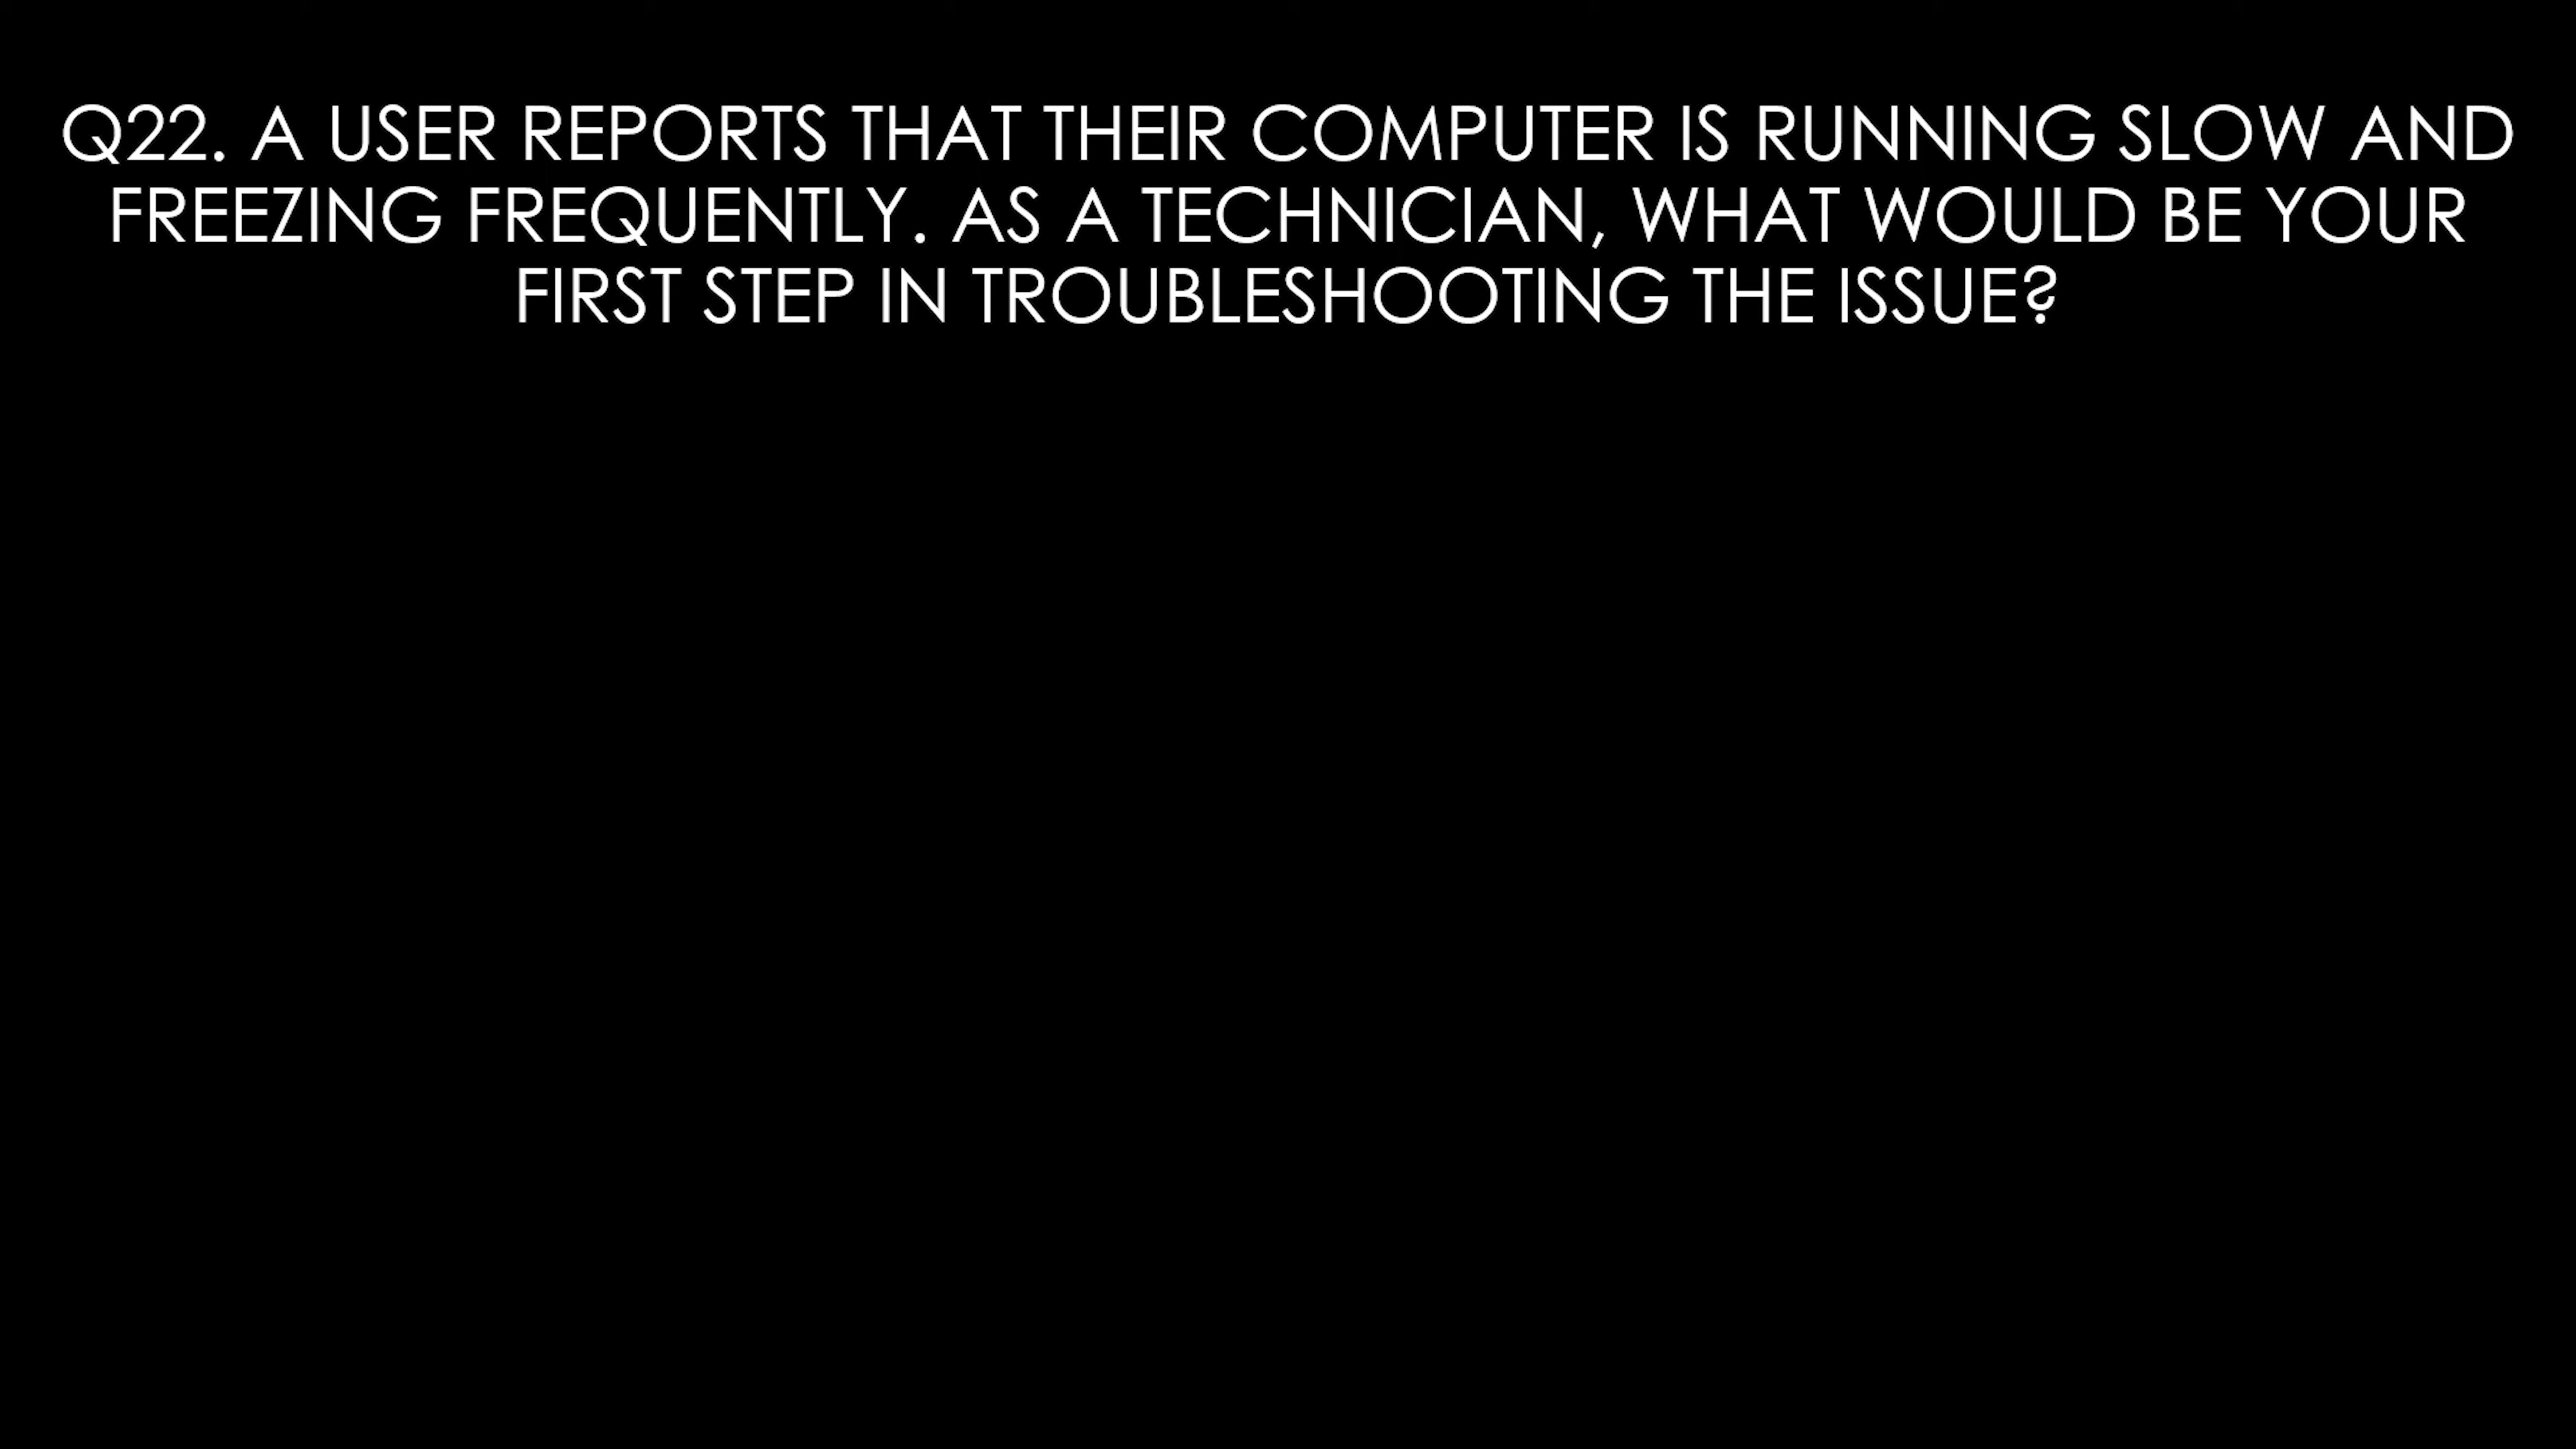 Q22. A USER REPORTS THAT THEIR COMPUTER IS RUNNING SLOW AND
FREEZING FREQUENTLY. AS A TECHNICIAN, WHAT WOULD BE YOUR
FIRST STEP IN TROUBLESHOOTING THE ISSUE?